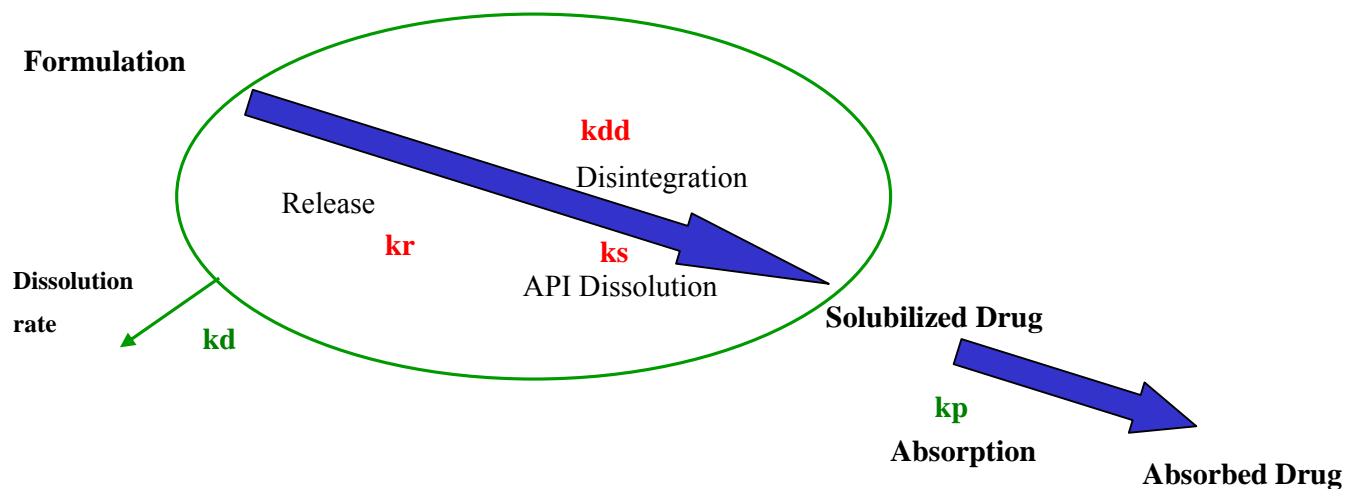 Formulation
kdd
Disintegration
Release
kr
ks
API Dissolution
Dissolution
rate
kd
Solubilized Drug
kp
Absorption
Absorbed Drug